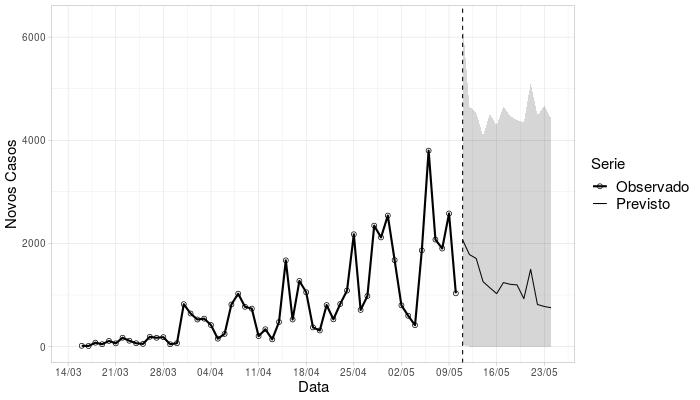 Novos Casos
6000
4000
2000
0
14/03 21/03 28/03 04/04 11/04 18/04 25/04 02/05 09/05 16/05 23/05
Data
Serie
Observado
Previsto